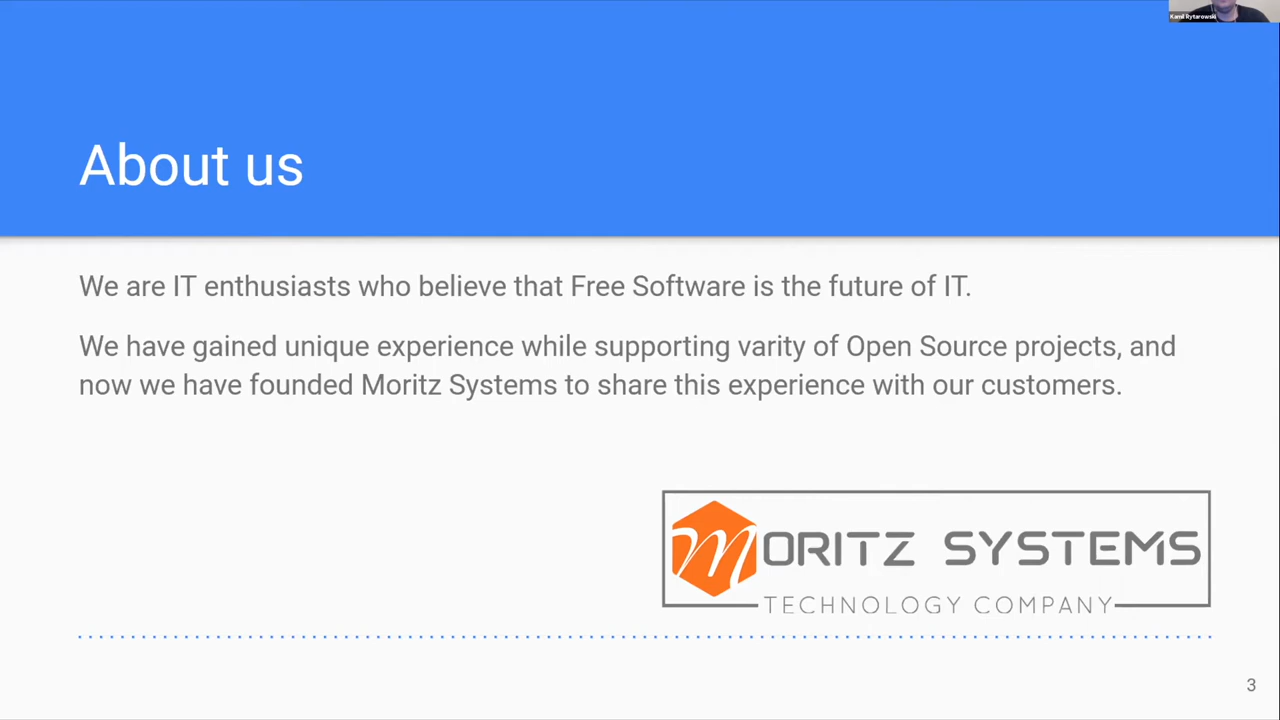 Kamil Rytarowski
About us
We are IT enthusiasts who believe that Free Software is the future of IT.
We have gained unique experience while supporting varity of Open Source projects, and
now we have founded Moritz Systems to share this experience with our customers.
MORITZ SYSTEMS
TECHNOLOGY COMPANY
3